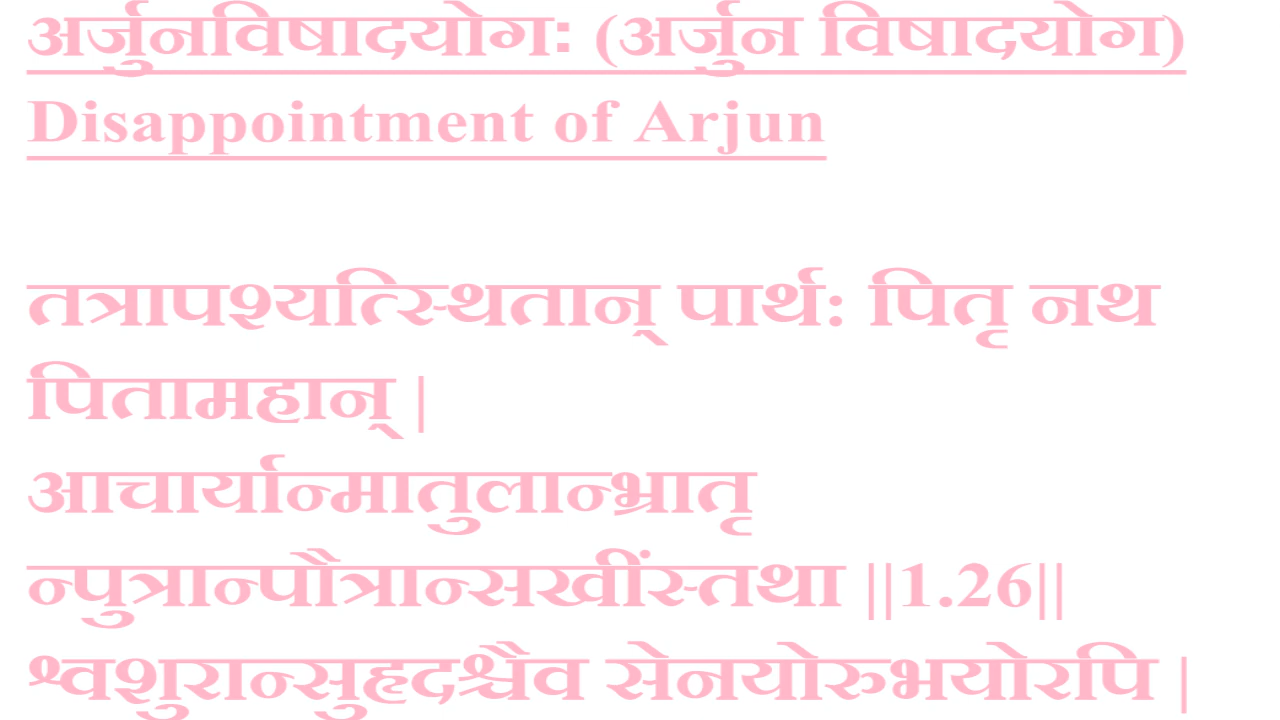 अर्जुनविषादयोगः (अर्जुन विषादयोग)
Disappointment of Arjun
तत्रापश्यत्स्थितान् पार्थ: पितृ नथ
पितामहान् |
आचार्यान्मातुलान्भ्रातृ
न्पुत्रान्पौत्रान्सखींस्तथा ||1.26||
श्वशुरान्सुहृदश्चैव सेनयोरुभयोरपि |